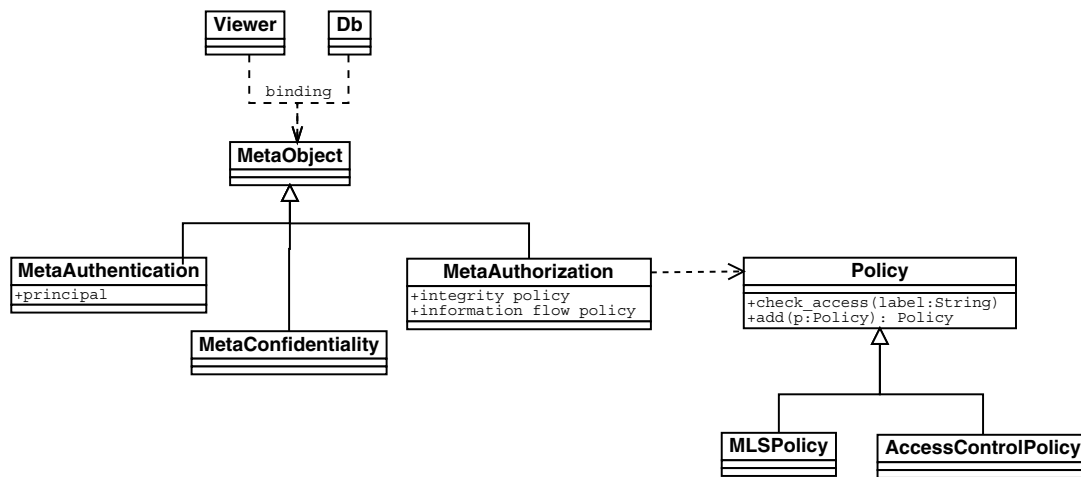 Viewer
Db
binding
MetaObject
MetaAuthentication
+principal
MetaAuthorization
+integrity policy
+information flow policy
Policy
+check_access(label:String)
+add(p:Policy): Policy
MetaConfidentiality
MLSPolicy
AccessControlPolicy